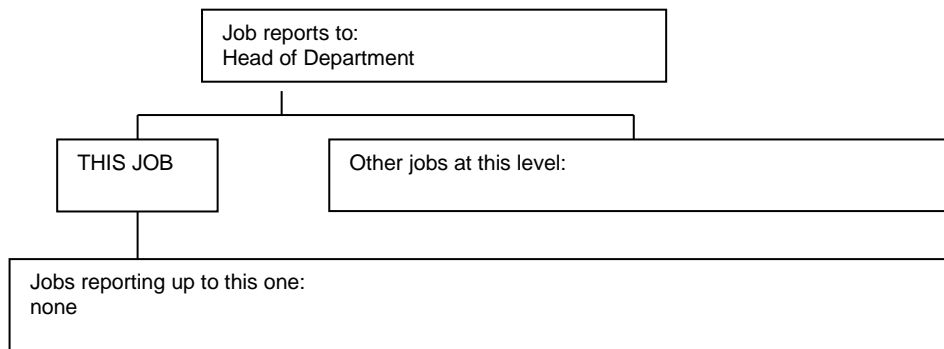 Job reports to:
Head of Department
THIS JOB
Other jobs at this level:
Jobs reporting up to this one:
none